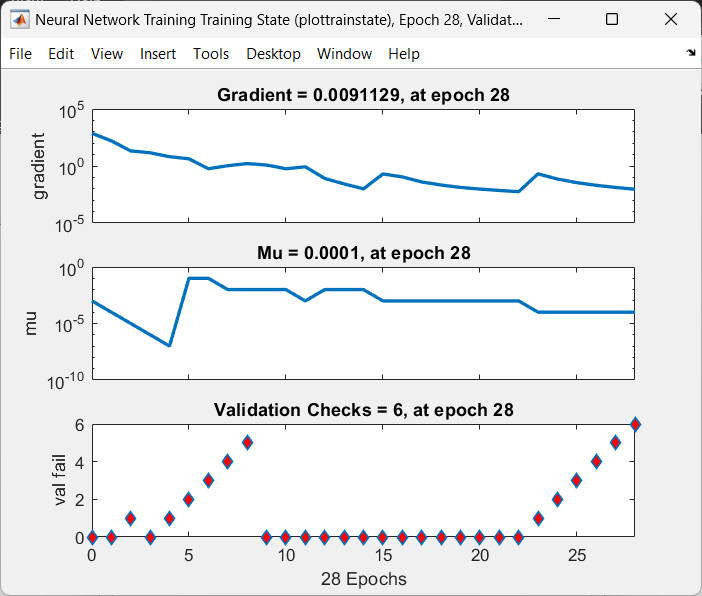 Neural Network Training Training State (plottrainstate), Epoch 28, Validat...
File Edit View Insert Tools Desktop Window Help
Gradient = 0.0091129, at epoch 28
10^5
10^0
10^-5
gradient
Mu = 0.0001, at epoch 28
10^0
10^-5
10^-10
mu
Validation Checks = 6, at epoch 28
6
4
2
0
val fail
0 5 10 15 20 25
28 Epochs